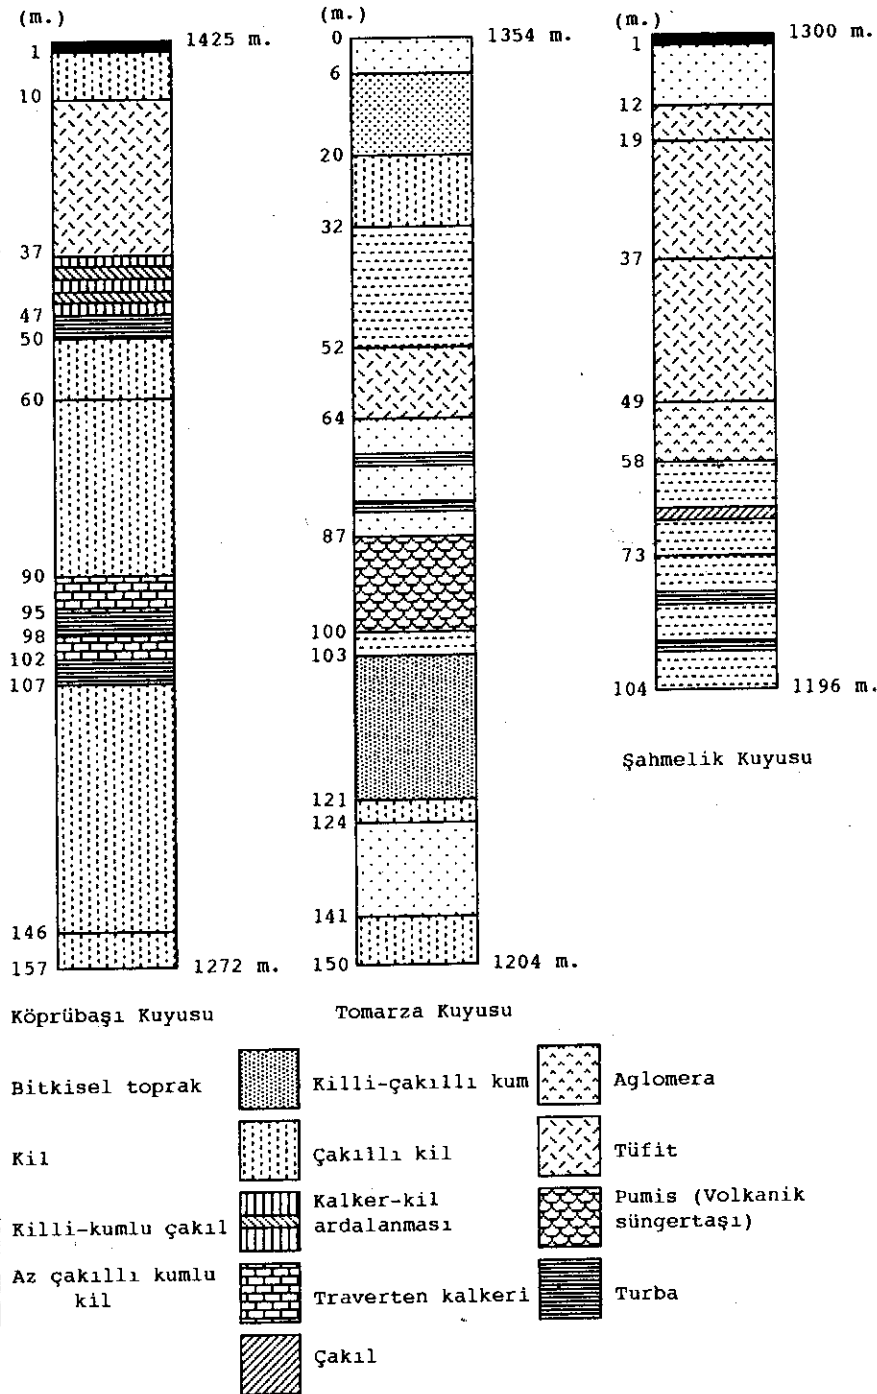 (m.)
1425 m.
1
10
37
47
50
60
90
95
98
102
107
146
157
1272 m.
Köprübaşı Kuyusu
(m.)
1354 m.
0
6
20
32
52
64
87
100
103
121
124
141
150
1204 m.
Tomarza Kuyusu
(m.)
1300 m.
1
12
19
37
49
58
73
104
1196 m.
Şahmelik Kuyusu
Bitkisel toprak
Kil
Killi-kumlu çakıl
Az çakıllı kumlu
kil
Killi-çakıllı kum
Çakıllı kil
Kalker-kil
ardalanması
Traverten kalkeri
Çakıl
Aglomera
Tüfit
Pumis (Volkanik
süngertaşı)
Turba